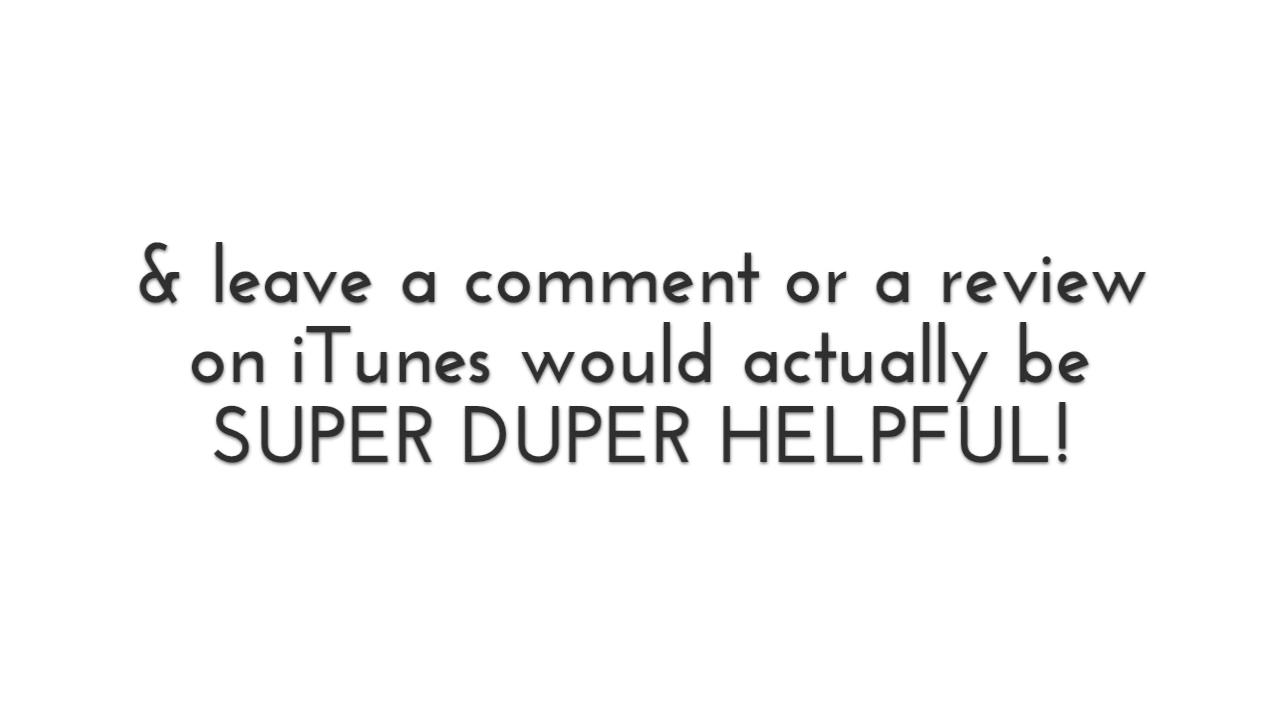 & leave a comment or a review
on iTunes would actually be
SUPER DUPER HELPFUL!